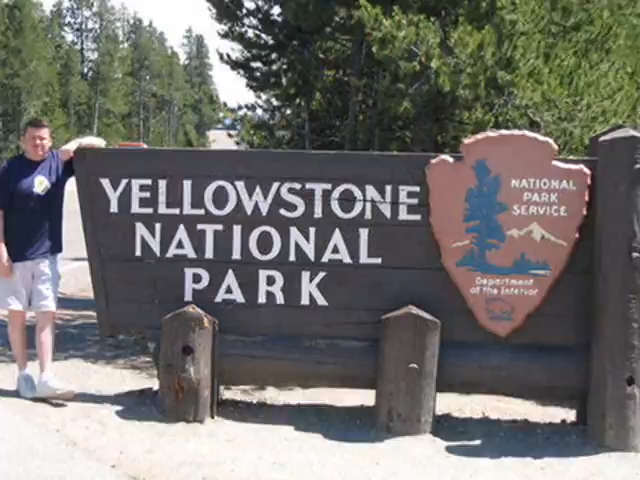 YELLOWSTONE
NATIONAL
PARK
NATIONAL
PARK
SERVICE
Department
of the Interior